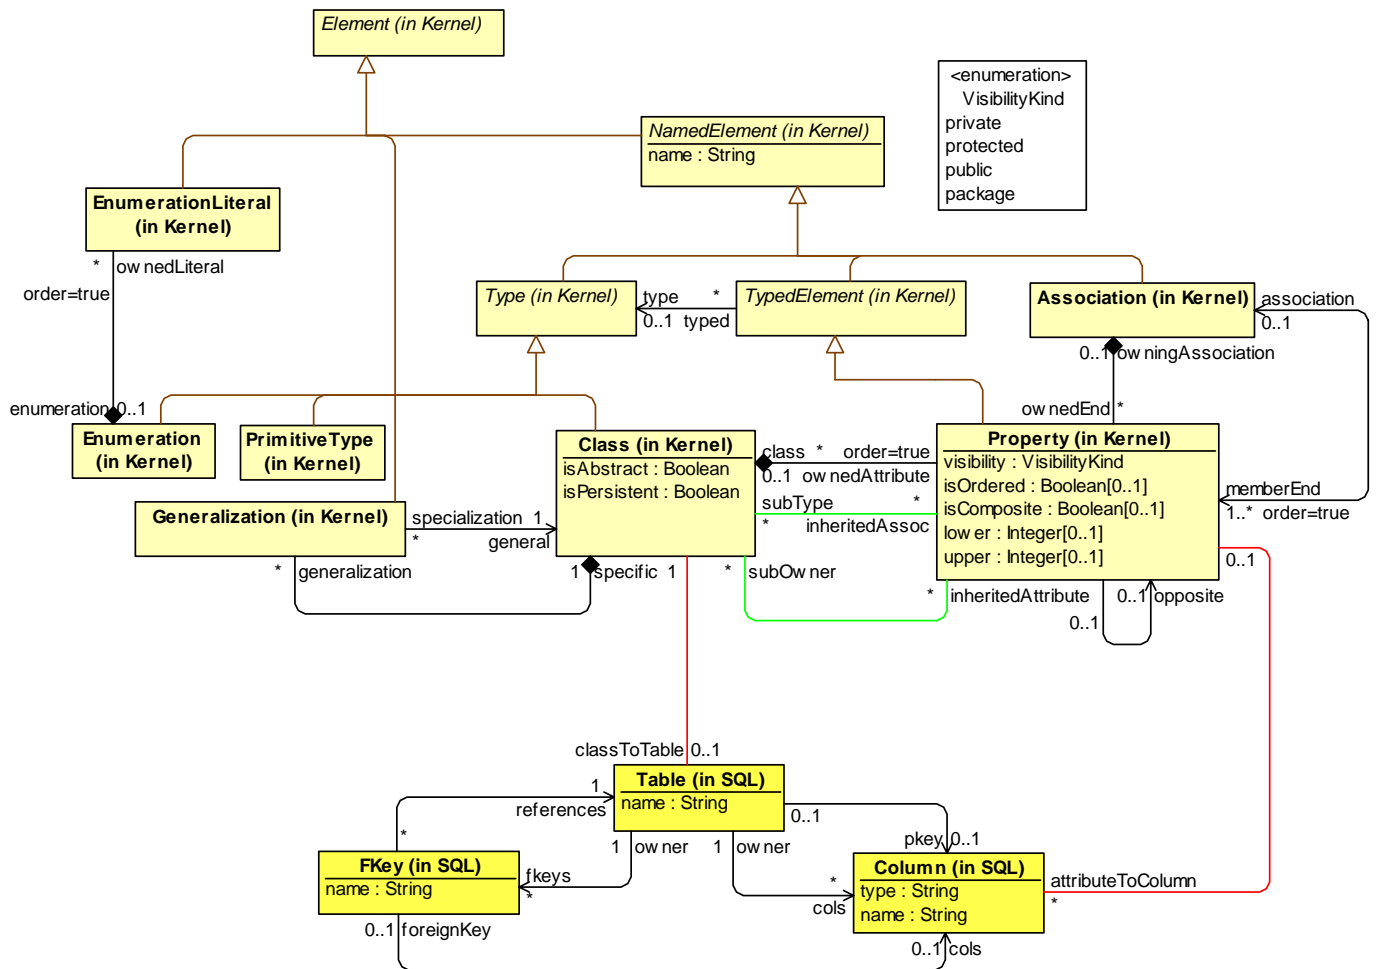 Element (in Kernel)
<enumeration>
VisibilityKind
private
protected
public
package
NamedElement (in Kernel)
name : String
EnumerationLiteral
(in Kernel)
* ownedLiteral
order=true
Type (in Kernel)
type *
0..1 typed
TypedElement (in Kernel)
Association (in Kernel)
association
0..1
0..1 owningAssociation
ownedEnd *
enumeration 0..1
Enumeration
(in Kernel)
PrimitiveType
(in Kernel)
Class (in Kernel)
isAbstract : Boolean
isPersistent : Boolean
class * order=true
0..1 ownedAttribute
subType *
* inheritedAssoc
Property (in Kernel)
visibility : VisibilityKind
isOrdered : Boolean[0..1]
isComposite : Boolean[0..1]
lower : Integer[0..1]
upper : Integer[0..1]
memberEnd
1..* order=true
0..1
Generalization (in Kernel)
specialization 1
* general
* generalization
1 specific 1
* subOwner
* inheritedAttribute
0..1 opposite
0..1
classToTable 0..1
Table (in SQL)
name : String
1
references
*
0..1
1 owner
1 owner
pkey 0..1
FKey (in SQL)
name : String
fkeys
*
*
cols
Column (in SQL)
type : String
name : String
attributeToColumn
*
0..1 foreignKey
0..1 cols